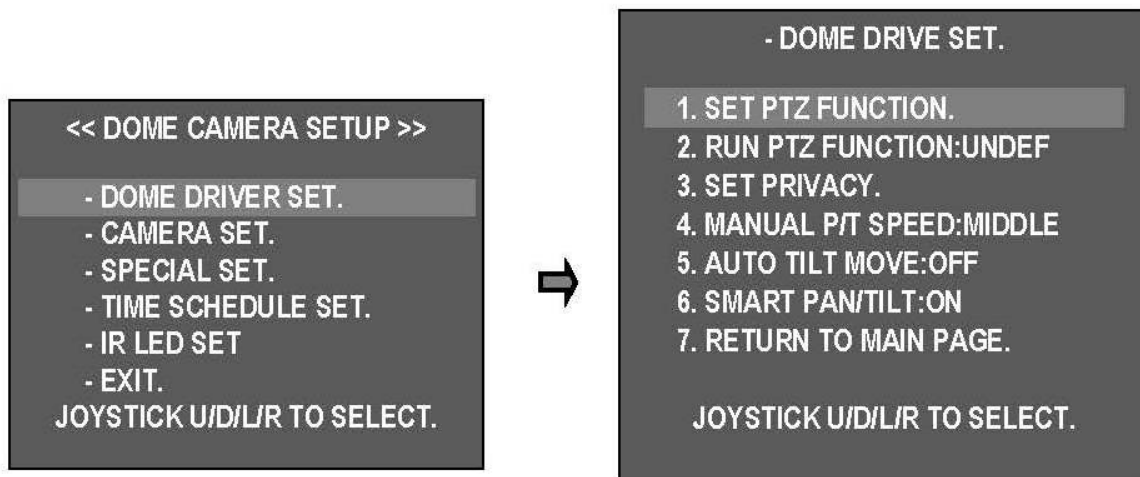 << DOME CAMERA SETUP >>
- DOME DRIVER SET.
- CAMERA SET.
- SPECIAL SET.
- TIME SCHEDULE SET.
- IR LED SET
- EXIT.
JOYSTICK U/D/L/R TO SELECT.
- DOME DRIVE SET.
1. SET PTZ FUNCTION.
2. RUN PTZ FUNCTION:UNDEF
3. SET PRIVACY.
4. MANUAL P/T SPEED:MIDDLE
5. AUTO TILT MOVE:OFF
6. SMART PAN/TILT:ON
7. RETURN TO MAIN PAGE.
JOYSTICK U/D/L/R TO SELECT.